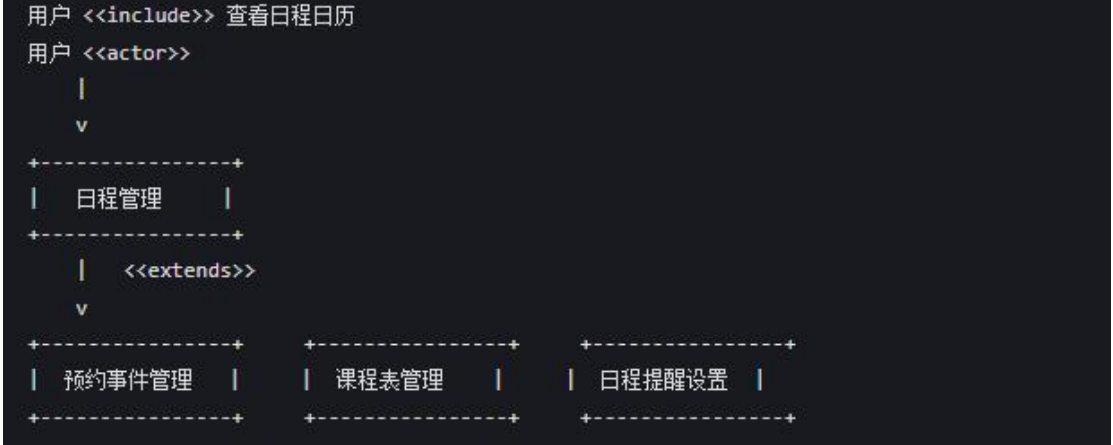 用户 <<include>> 查看日程日历
用户 <<actor>>
    |
    v
+----------------+
|   日程管理     |
+----------------+
    |   <<extends>>
    v
+----------------+     +----------------+     +----------------+
|  预约事件管理   |     |  课程表管理    |     |  日程提醒设置  |
+----------------+     +----------------+     +----------------+